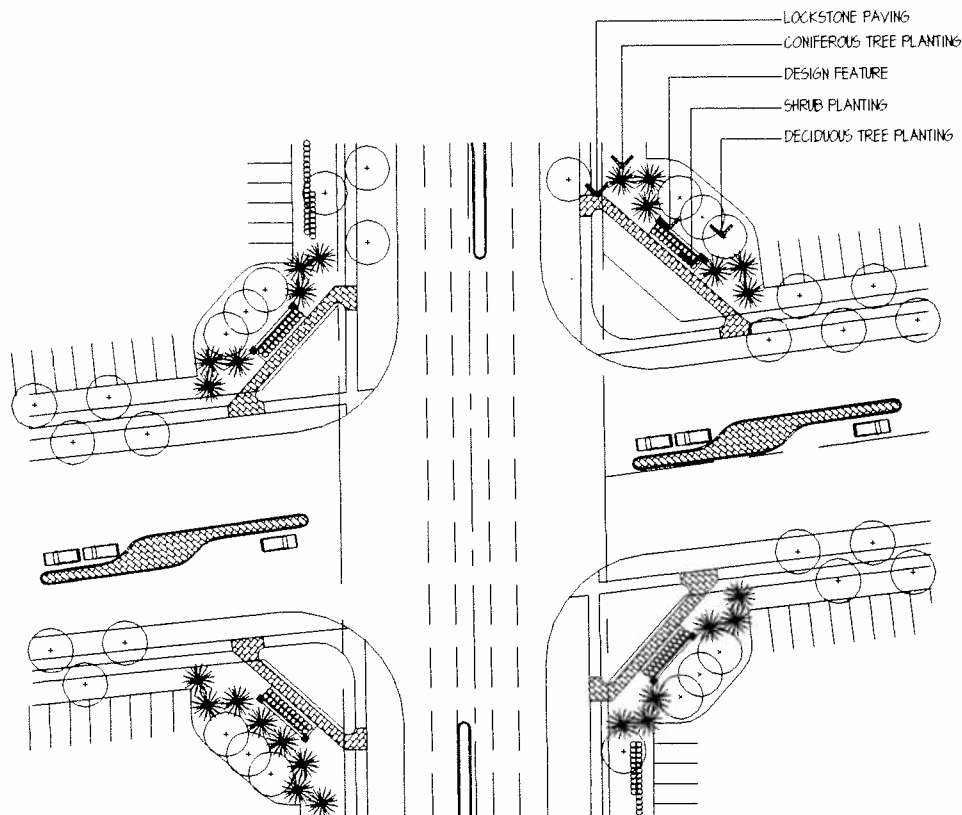 LOCKSTONE PAVING
CONIFEROUS TREE PLANTING
DESIGN FEATURE
SHRUB PLANTING
DECIDUOUS TREE PLANTING